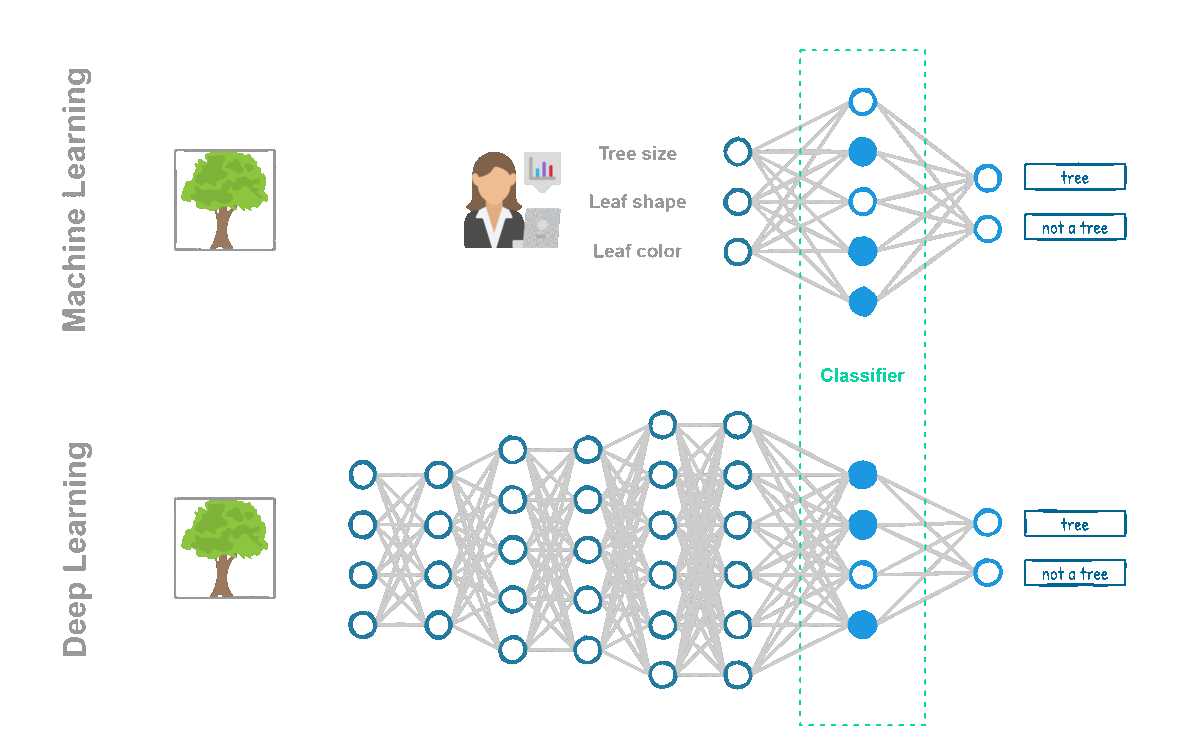 Machine Learning
Tree size
Leaf shape
Leaf color
tree
not a tree
Classifier
Deep Learning
tree
not a tree